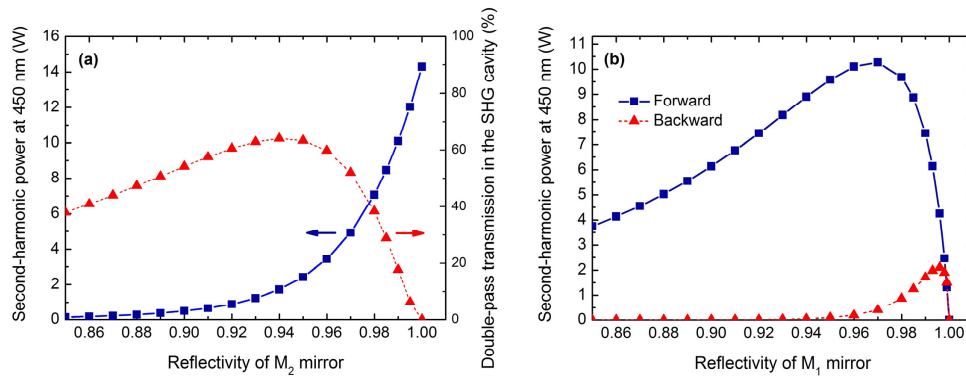 (a)
Second-harmonic power at 450 nm (W)
16
14
12
10
8
6
4
2
0
0.86 0.88 0.90 0.92 0.94 0.96 0.98 1.00
Reflectivity of M2 mirror
100
80
60
40
20
0
Double-pass transmission in the SHG cavity (%)
(b)
Second-harmonic power at 450 nm (W)
11
10
9
8
7
6
5
4
3
2
1
0
Forward
Backward
0.86 0.88 0.90 0.92 0.94 0.96 0.98 1.00
Reflectivity of M1 mirror